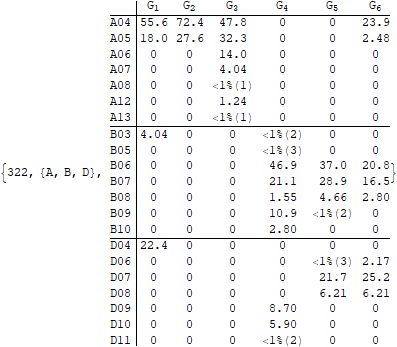 G₁ G₂ G₃ G₄ G₅ G₆
A04 55.6 72.4 47.8 0 0 23.9
A05 18.0 27.6 32.3 0 0 2.48
A06 0 0 14.0 0 0 0
A07 0 0 4.04 0 0 0
A08 0 0 <1%(1) 0 0 0
A12 0 0 1.24 0 0 0
A13 0 0 <1%(1) 0 0 0
B03 4.04 0 0 <1%(2) 0 0
B05 0 0 0 <1%(3) 0 0
{322, {A, B, D}, B06 0 0 0 46.9 37.0 20.8}
B07 0 0 0 21.1 28.9 16.5
B08 0 0 0 1.55 4.66 2.80
B09 0 0 0 10.9 <1%(2) 0
B10 0 0 0 2.80 0 0
D04 22.4 0 0 0 0 0
D06 0 0 0 0 <1%(3) 2.17
D07 0 0 0 0 21.7 25.2
D08 0 0 0 0 6.21 6.21
D09 0 0 0 8.70 0 0
D10 0 0 0 5.90 0 0
D11 0 0 0 <1%(2) 0 0